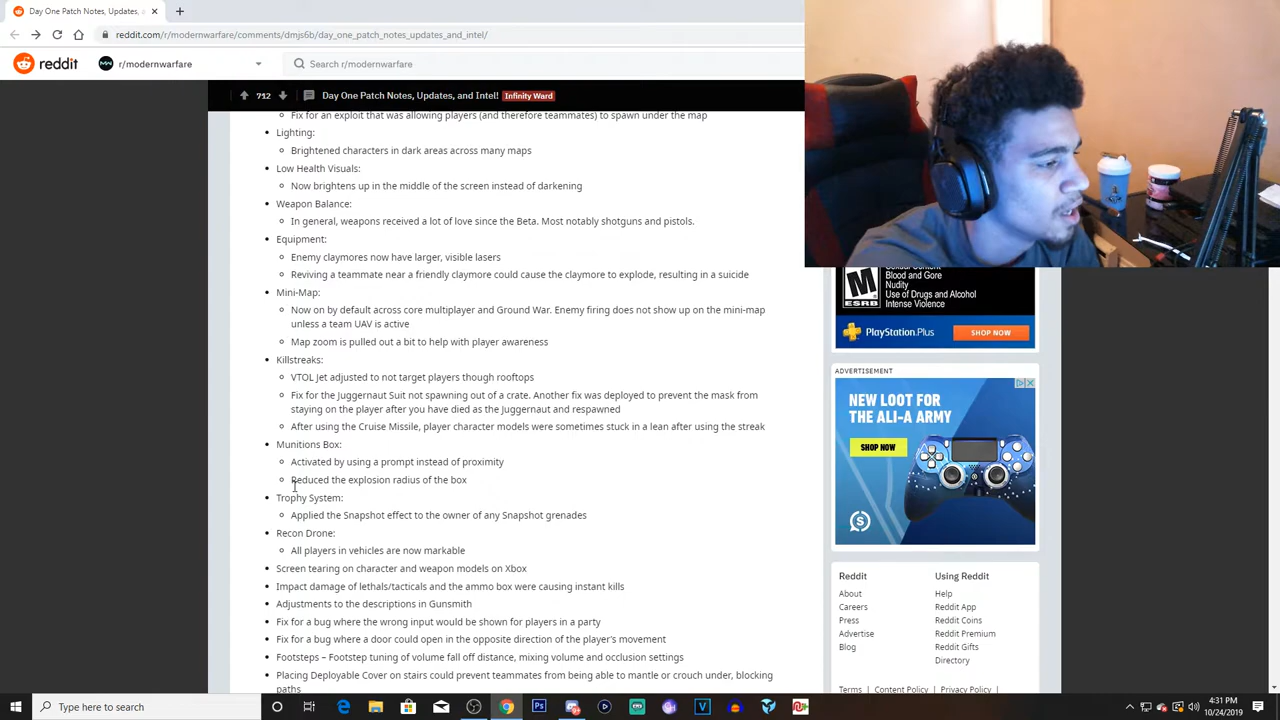 Day One Patch Notes, Updates, a
reddit.com/r/modernwarfare/comments/dmjs6b/day_one_patch_notes_updates_and_intel/
reddit
r/modernwarfare
Search r/modernwarfare
712
Day One Patch Notes, Updates, and Intel!
Infinity Ward
Fix for an exploit that was allowing players (and therefore teammates) to spawn under the map
Lighting:
Brightened characters in dark areas across many maps
Low Health Visuals:
Now brightens up in the middle of the screen instead of darkening
Weapon Balance:
In general, weapons received a lot of love since the Beta. Most notably shotguns and pistols.
Equipment:
Enemy claymores now have larger, visible lasers
Reviving a teammate near a friendly claymore could cause the claymore to explode, resulting in a suicide
Mini-Map:
Now on by default across core multiplayer and Ground War. Enemy firing does not show up on the mini-map
unless a team UAV is active
Map zoom is pulled out a bit to help with player awareness
Killstreaks:
VTOL Jet adjusted to not target players though rooftops
Fix for the Juggernaut Suit not spawning out of a crate. Another fix was deployed to prevent the mask from
staying on the player after you have died as the Juggernaut and respawned
After using the Cruise Missile, player character models were sometimes stuck in a lean after using the streak
Munitions Box:
Activated by using a prompt instead of proximity
Reduced the explosion radius of the box
Trophy System:
Applied the Snapshot effect to the owner of any Snapshot grenades
Recon Drone:
All players in vehicles are now markable
Screen tearing on character and weapon models on Xbox
Impact damage of lethals/tacticals and the ammo box were causing instant kills
Adjustments to the descriptions in Gunsmith
Fix for a bug where the wrong input would be shown for players in a party
Fix for a bug where a door could open in the opposite direction of the player's movement
Footsteps – Footstep tuning of volume fall off distance, mixing volume and occlusion settings
Placing Deployable Cover on stairs could prevent teammates from being able to mantle or crouch under, blocking
paths
M
ESRB
Blood and Gore
Nudity
Use of Drugs and Alcohol
Intense Violence
PlayStation.Plus
SHOP NOW
ADVERTISEMENT
NEW LOOT FOR
THE ALI-A ARMY
SHOP NOW
Reddit
Using Reddit
About
Help
Careers
Reddit App
Press
Reddit Coins
Advertise
Reddit Premium
Blog
Reddit Gifts
Directory
Terms | Content Policy | Privacy Policy |
Type here to search
4:31 PM
10/24/2019